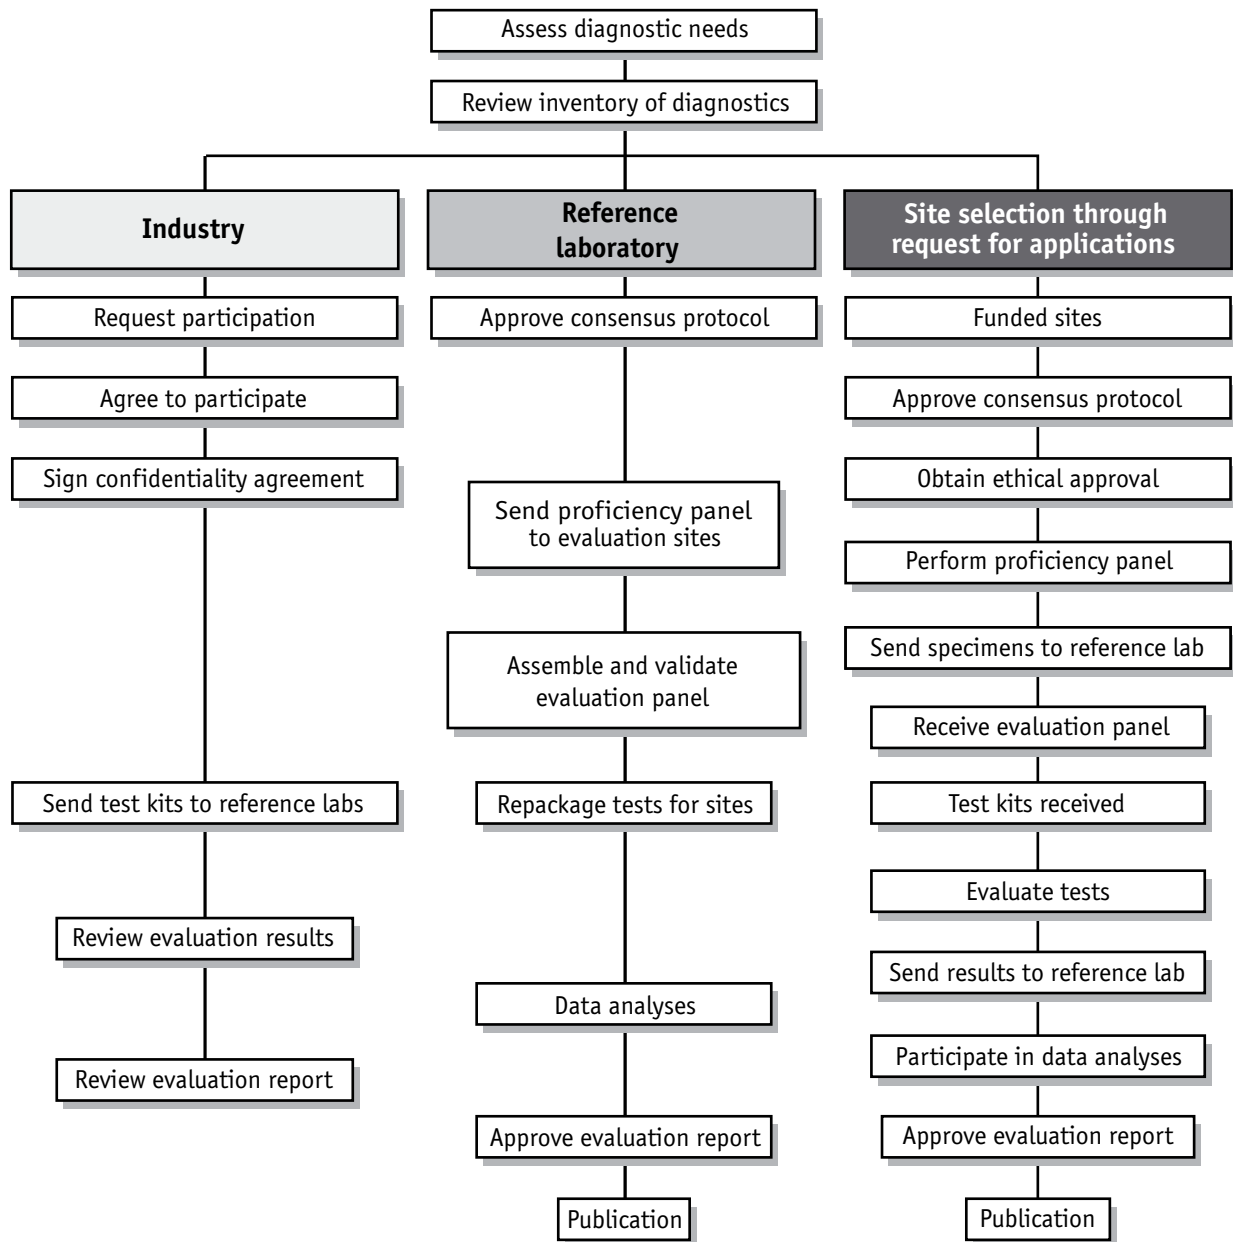 Assess diagnostic needs
Review inventory of diagnostics
Industry
Request participation
Agree to participate
Sign confidentiality agreement
Send test kits to reference labs
Review evaluation results
Review evaluation report
Reference
laboratory
Approve consensus protocol
Send proficiency panel
to evaluation sites
Assemble and validate
evaluation panel
Repackage tests for sites
Data analyses
Approve evaluation report
Publication
Site selection through
request for applications
Funded sites
Approve consensus protocol
Obtain ethical approval
Perform proficiency panel
Send specimens to reference lab
Receive evaluation panel
Test kits received
Evaluate tests
Send results to reference lab
Participate in data analyses
Approve evaluation report
Publication